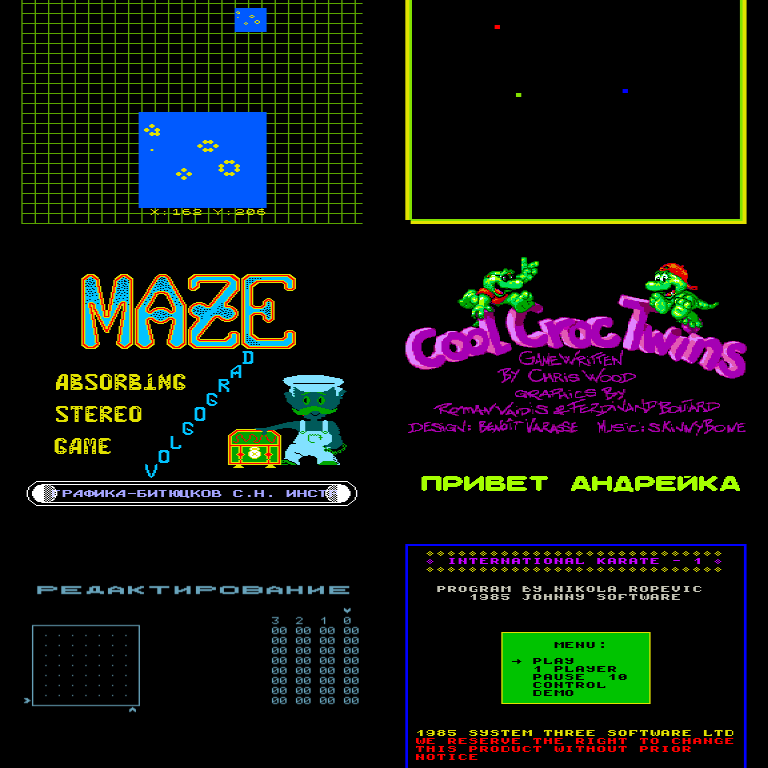 X:162 Y:206
MAZE
ABSORBiNG
STEREO
GAME
VOLGOGRAD
ГРАФИКА-БИТЮЦКОВ С.Н. ИНСТ
Cool Croc Twins
GAME WRITTEN
BY CHRIS WOOD
GRAPHICS BY
ROMAN VAIDIS & FERDINAND BOUARD
DESIGN: BENOIT VARASSE MUSIC: SKINNYBONE
ПРИВЕТ АНДРЕЙКА
РЕДАКТИРОВАНИЕ
3 2 1 0
00 00 00 00
00 00 00 00
00 00 00 00
00 00 00 00
00 00 00 00
00 00 00 00
00 00 00 00
00 00 00 00
INTERNATIONAL KARATE - 1
PROGRAM BY NIKOLA ROPEVIC
1985 JOHNNY SOFTWARE
MENU:
→ PLAY
1 PLAYER
PAUSE 10
CONTROL
DEMO
1985 SYSTEM THREE SOFTWARE LTD
WE RESERVE THE RIGHT TO CHANGE
THIS PRODUCT WITHOUT PRIOR
NOTICE